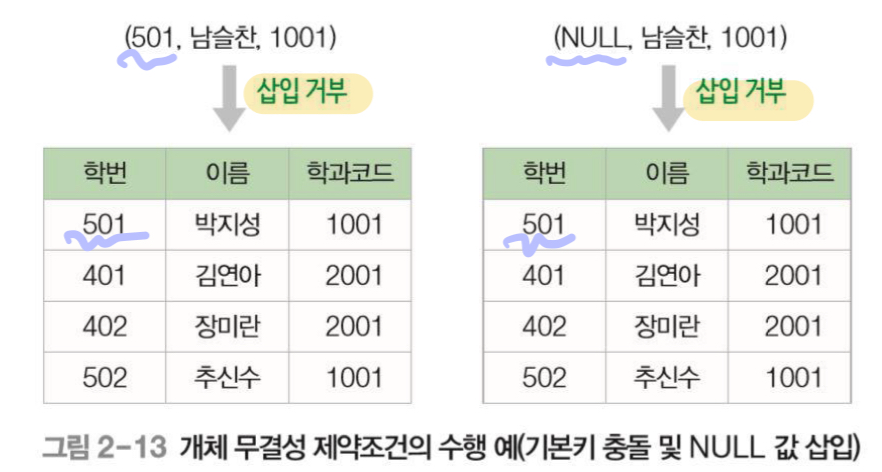 (501, 남슬찬, 1001) (NULL, 남슬찬, 1001)
삽입 거부 삽입 거부
학번 이름 학과코드 학번 이름 학과코드
501 박지성 1001 501 박지성 1001
401 김연아 2001 401 김연아 2001
402 장미란 2001 402 장미란 2001
502 추신수 1001 502 추신수 1001
그림 2-13 개체 무결성 제약조건의 수행 예(기본키 충돌 및 NULL 값 삽입)